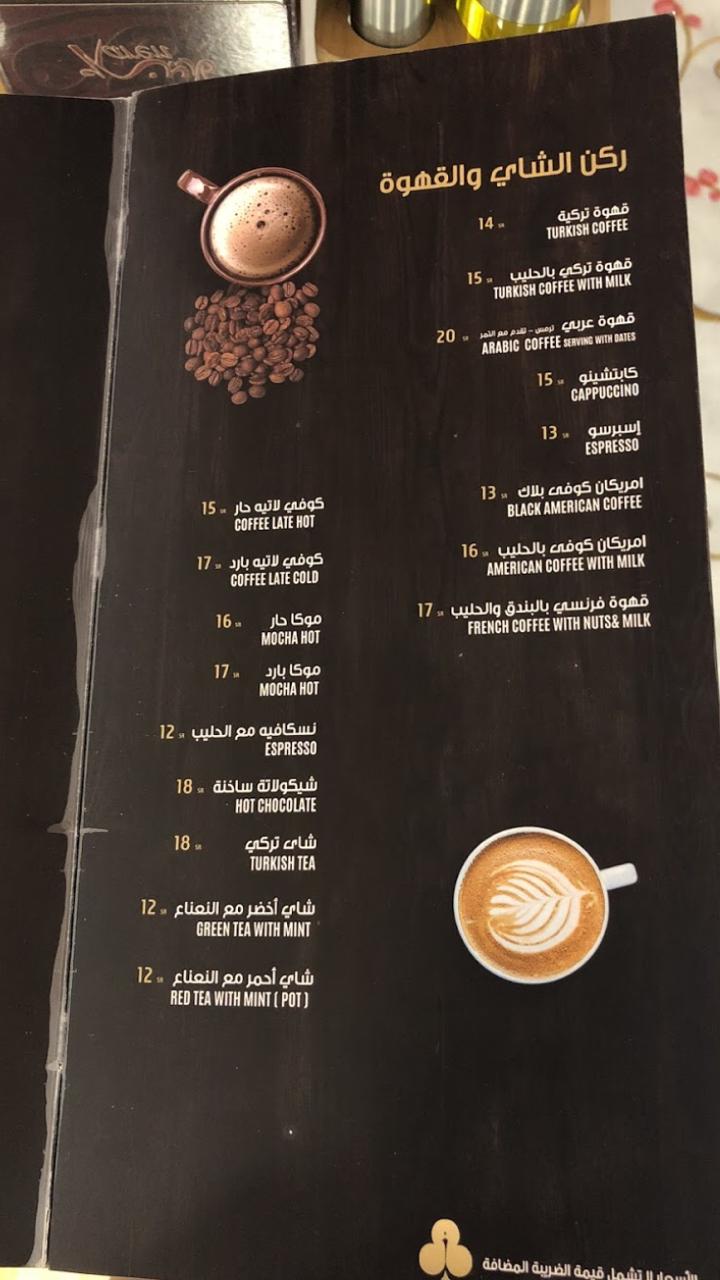 ركن الشاي والقهوة
قهوة تركية 14 SR
TURKISH COFFEE
قهوة تركي بالحليب 15 SR
TURKISH COFFEE WITH MILK
قهوة عربي ترمس - تقدم مع التمر 20 SR
ARABIC COFFEE SERVING WITH DATES
كابتشينو 15 SR
CAPPUCCINO
إسبرسو 13 SR
ESPRESSO
امريكان كوفي بلاك 13 SR
BLACK AMERICAN COFFEE
امريكان كوفي بالحليب 16 SR
AMERICAN COFFEE WITH MILK
قهوة فرنسي بالبندق والحليب 17 SR
FRENCH COFFEE WITH NUTS& MILK
كوفي لاتيه حار 15 SR
COFFEE LATE HOT
كوفي لاتيه بارد 17 SR
COFFEE LATE COLD
موكا حار 16 SR
MOCHA HOT
موكا بارد 17 SR
MOCHA HOT
نسكافيه مع الحليب 12 SR
ESPRESSO
شيكولاتة ساخنة 18 SR
HOT CHOCOLATE
شاي تركي 18 SR
TURKISH TEA
شاي أخضر مع النعناع 12 SR
GREEN TEA WITH MINT
شاي أحمر مع النعناع 12 SR
RED TEA WITH MINT ( POT )
الأسعار لا تشمل قيمة الضريبة المضافة